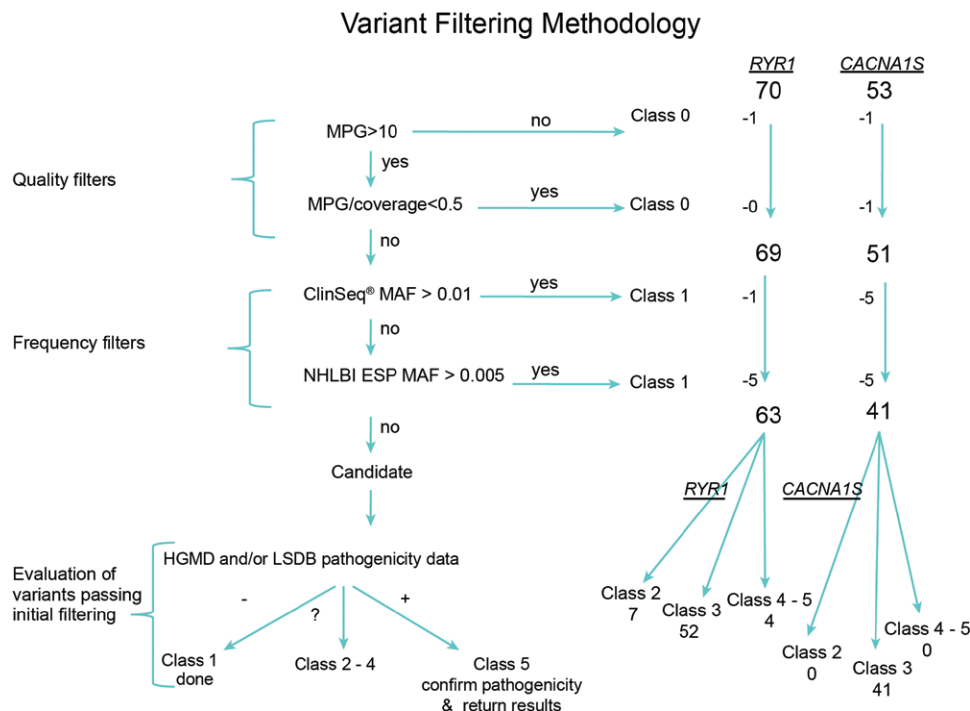 Variant Filtering Methodology
RYR1
CACNA1S
70
53
MPG>10
no
Class 0
-1
-1
yes
Quality filters
MPG/coverage<0.5
yes
Class 0
-0
-1
no
69
51
ClinSeq® MAF > 0.01
yes
Class 1
-1
-5
no
Frequency filters
NHLBI ESP MAF > 0.005
yes
Class 1
-5
-5
63
41
no
Candidate
RYR1
CACNA1S
HGMD and/or LSDB pathogenicity data
Evaluation of
variants passing
initial filtering
-
?
+
Class 1
done
Class 2 - 4
Class 5
confirm pathogenicity
& return results
Class 2
7
Class 3
52
Class 4 - 5
4
Class 2
0
Class 3
41
Class 4 - 5
0